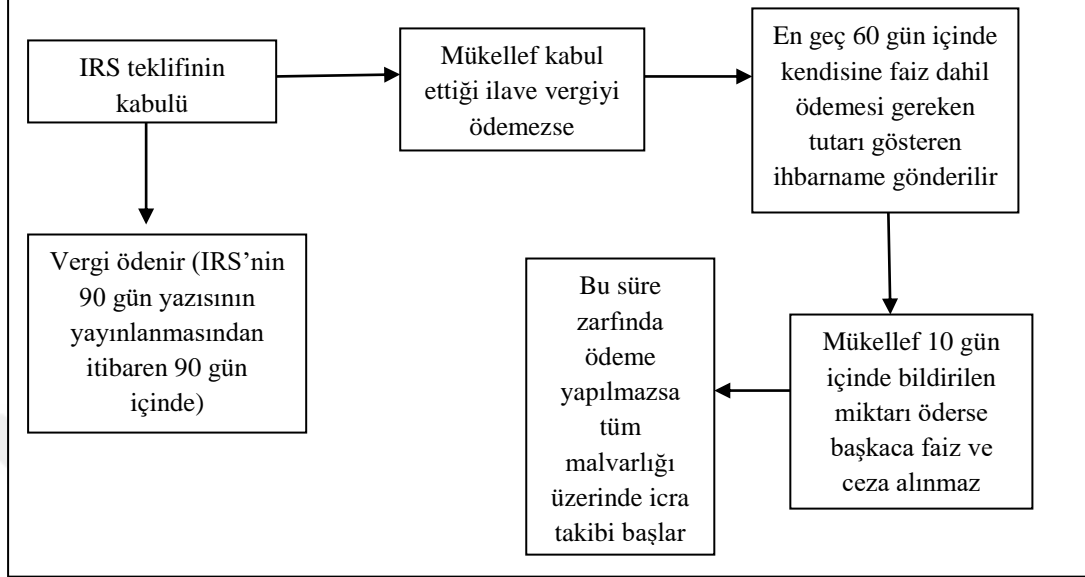 IRS teklifinin
kabulü
Mükellef kabul
ettiği ilave vergiyi
ödemezse
En geç 60 gün içinde
kendisine faiz dahil
ödemesi gereken
tutarı gösteren
ihbarname gönderilir
Vergi ödenir (IRS’nin
90 gün yazısının
yayınlanmasından
itibaren 90 gün
içinde)
Mükellef 10 gün
içinde bildirilen
miktarı öderse
başkaca faiz ve
ceza alınmaz
Bu süre
zarfında
ödeme
yapılmazsa
tüm
malvarlığı
üzerinde icra
takibi başlar